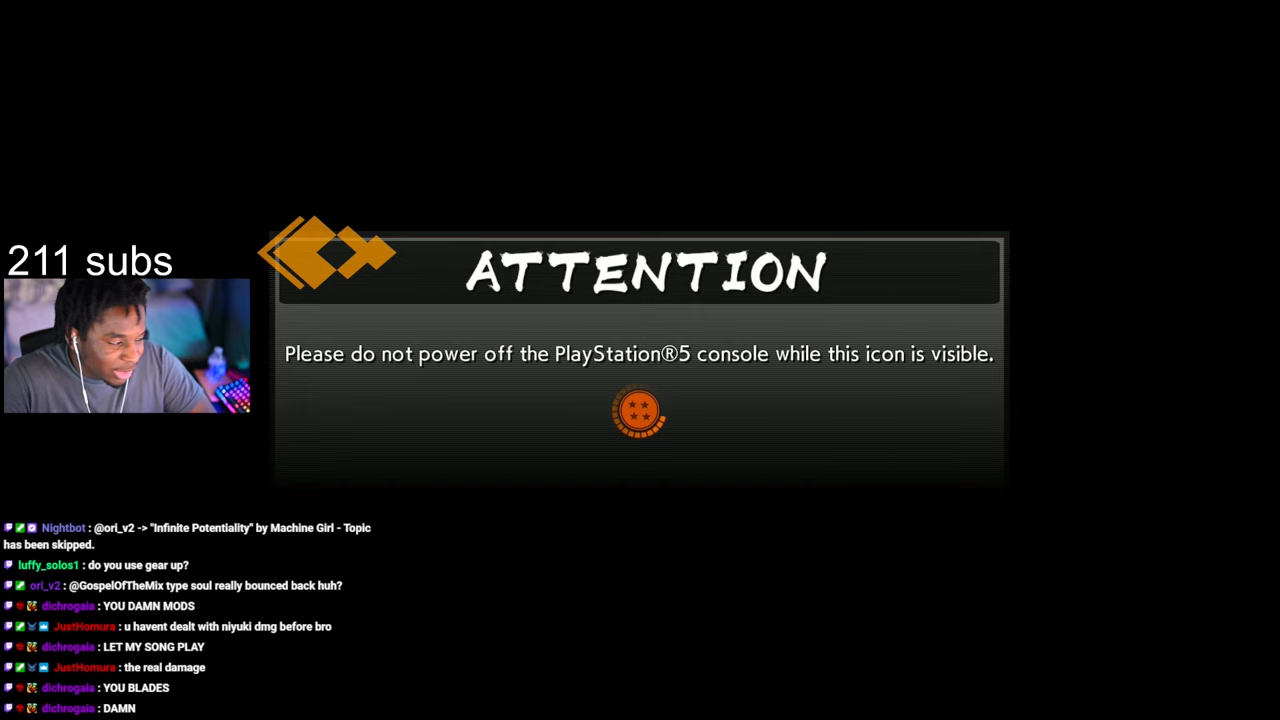 ATTENTION
211 subs
Please do not power off the PlayStation®5 console while this icon is visible.
Nightbot : @ori_v2 -> "Infinite Potentiality" by Machine Girl - Topic
has been skipped.
luffy_solos1 : do you use gear up?
ori_v2 : @GospelOfTheMix type soul really bounced back huh?
dichrogaia : YOU DAMN MODS
JustHomura : u havent dealt with niyuki dmg before bro
dichrogaia : LET MY SONG PLAY
JustHomura : the real damage
dichrogaia : YOU BLADES
dichrogaia : DAMN